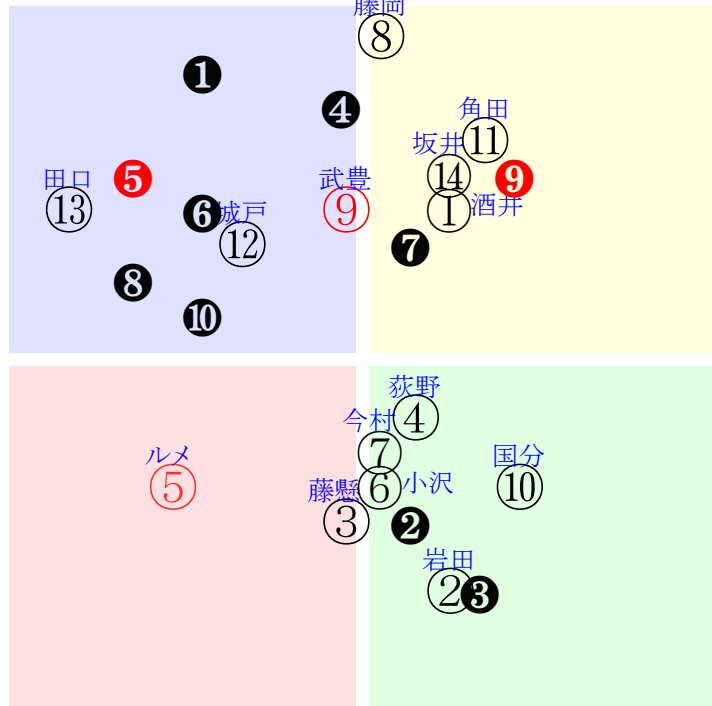 藤岡
⑧
❶
❹
角田
⑪
坂井
⑭
田口
⑬
❺
武豊
⑨
❾
❻
城戸
⑫
①
酒井
❼
❽
❿
荻野
④
今村
⑦
ルメ
⑤
藤懸
③
⑥
小沢
国分
⑩
❷
岩田
②
❸